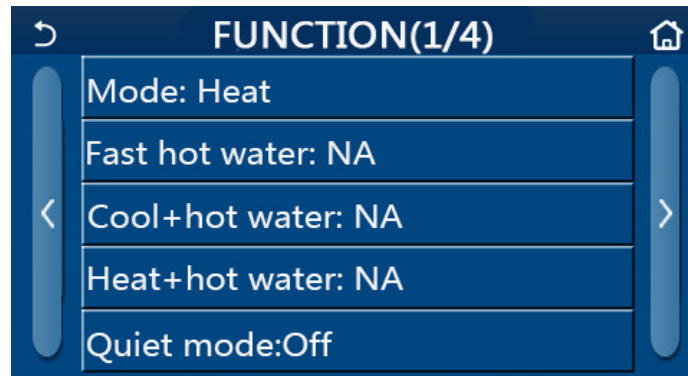 FUNCTION(1/4)
Mode: Heat
Fast hot water: NA
Cool+hot water: NA
Heat+hot water: NA
Quiet mode:Off